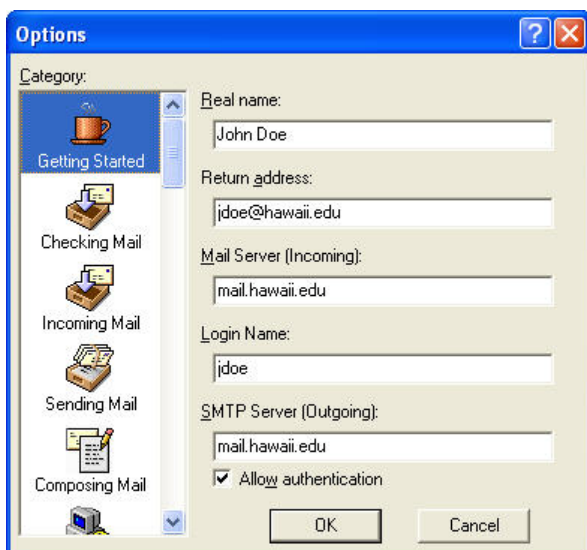 Options
Category:
Getting Started
Checking Mail
Incoming Mail
Sending Mail
Composing Mail
Real name:
John Doe
Return address:
jdoe@hawaii.edu
Mail Server (Incoming):
mail.hawaii.edu
Login Name:
jdoe
SMTP Server (Outgoing):
mail.hawaii.edu
Allow authentication
OK
Cancel